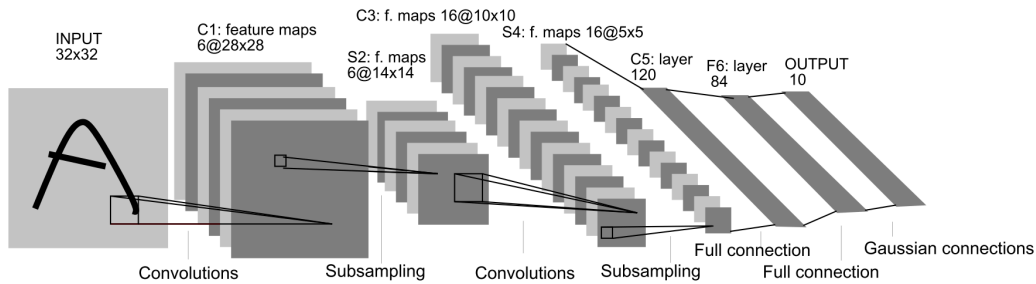 INPUT
32x32
C1: feature maps
6@28x28
S2: f. maps
6@14x14
C3: f. maps 16@10x10
S4: f. maps 16@5x5
C5: layer
120
F6: layer
84
OUTPUT
10
Convolutions
Subsampling
Convolutions
Subsampling
Full connection
Full connection
Gaussian connections